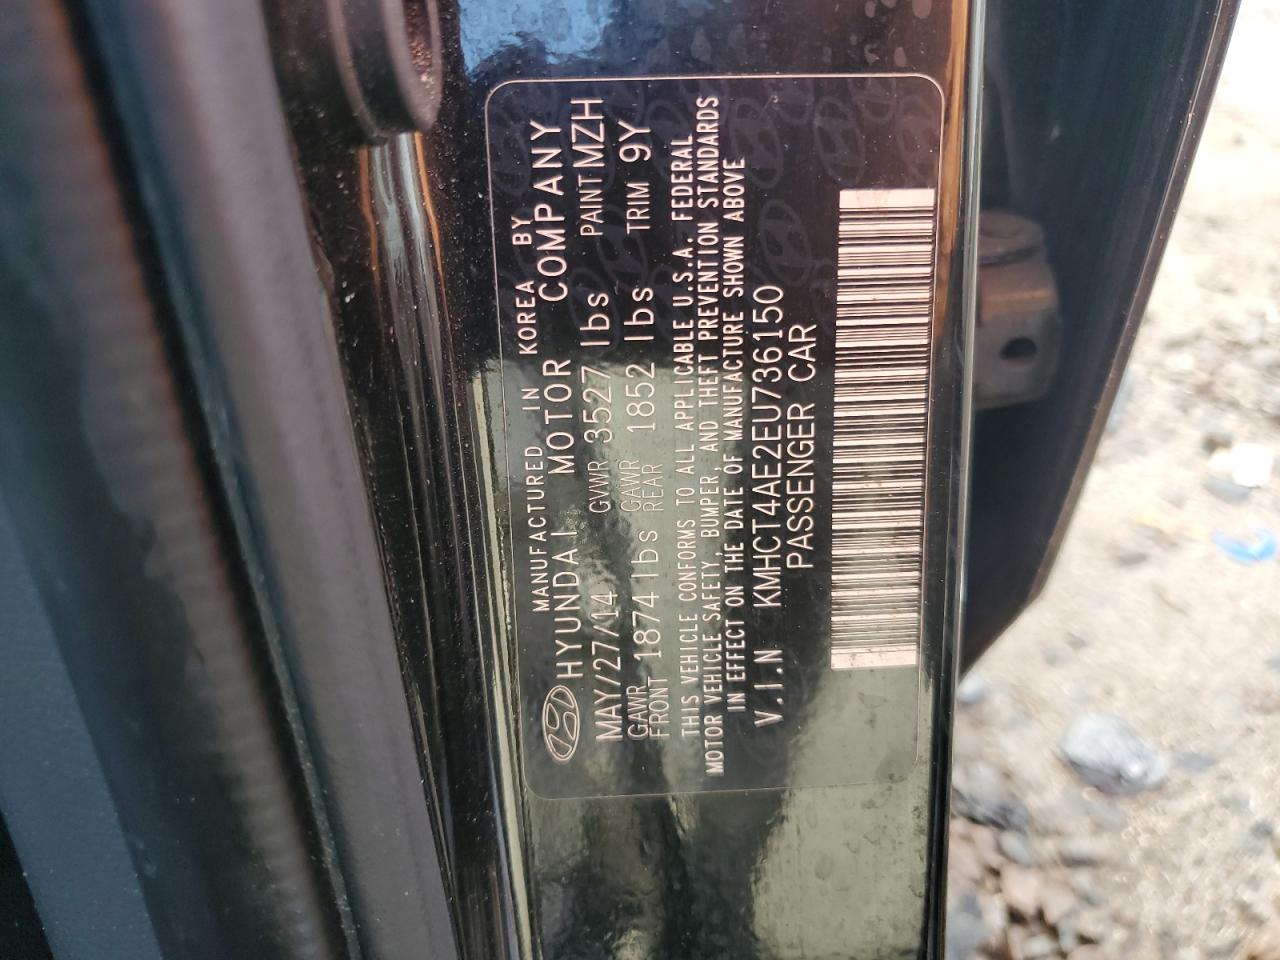 MANUFACTURED IN KOREA BY
HYUNDAI MOTOR COMPANY
MAY/27/14 GVWR 3527 lbs PAINT MZH
GAWR FRONT 1874 lbs GAWR REAR 1852 lbs TRIM 9Y
THIS VEHICLE CONFORMS TO ALL APPLICABLE U.S.A. FEDERAL
MOTOR VEHICLE SAFETY, BUMPER, AND THEFT PREVENTION STANDARDS
IN EFFECT ON THE DATE OF MANUFACTURE SHOWN ABOVE
V.I.N KMHCT4AE2EU736150
PASSENGER CAR